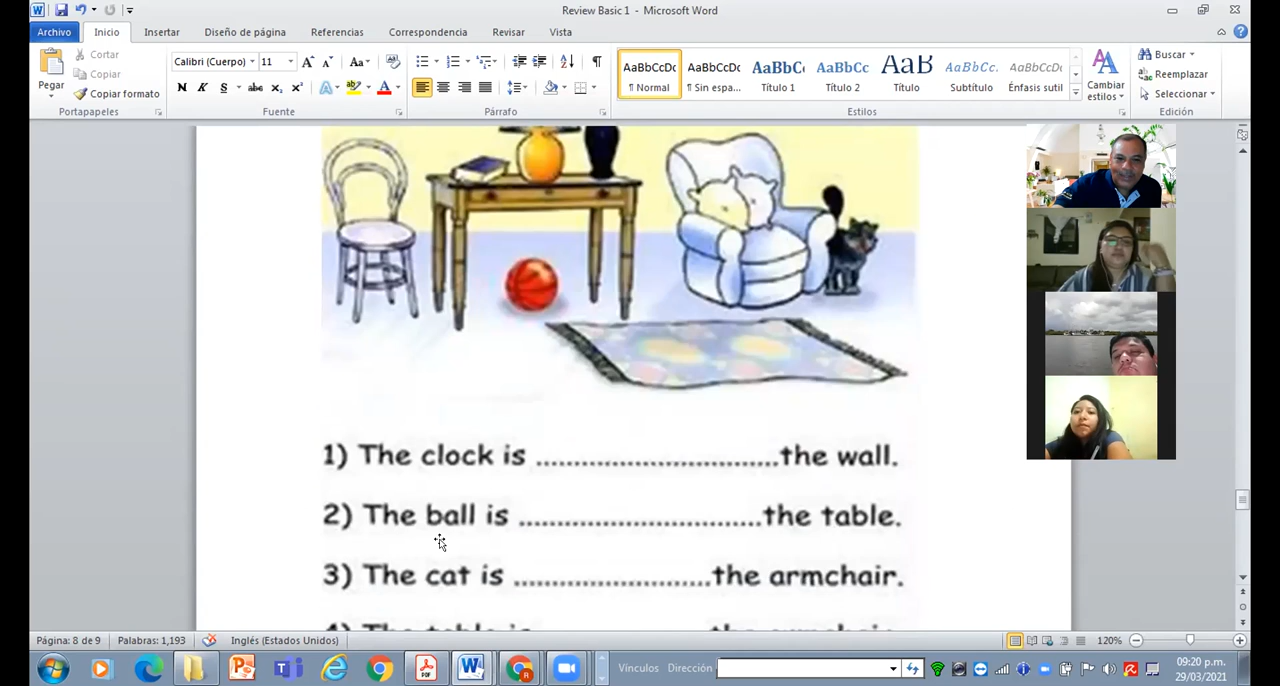 Review Basic 1 - Microsoft Word
Archivo Inicio Insertar Diseño de página Referencias Correspondencia Revisar Vista
Pegar
Cortar
Copiar
Copiar formato
Portapapeles
Calibri (Cuerpo) 11
Fuente
Párrafo
AaBbCcDc AaBbCcDc AaBbC AaBbCc AaB AaBbCc. AaBbCcDc
¶ Normal ¶ Sin espa... Título 1 Título 2 Título Subtítulo Énfasis sutil
Cambiar estilos
Estilos
Buscar
Reemplazar
Seleccionar
Edición
1) The clock is ..............................the wall.
2) The ball is ..............................the table.
3) The cat is ........................the armchair.
Página: 8 de 9 Palabras: 1,193 Inglés (Estados Unidos) 120%
Vínculos Dirección
09:20 p.m.
29/03/2021